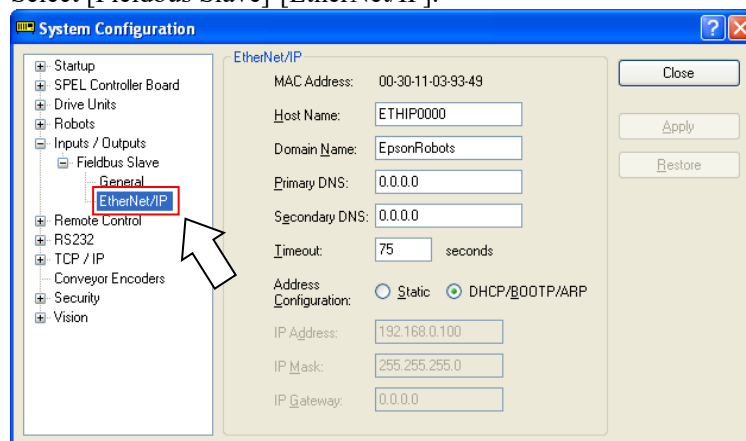 Select [Fieldbus Slave]-[EtherNet/IP].
System Configuration
Startup
SPEL Controller Board
Drive Units
Robots
Inputs / Outputs
Fieldbus Slave
General
EtherNet/IP
Remote Control
RS232
TCP / IP
Conveyor Encoders
Security
Vision
EtherNet/IP
MAC Address: 00-30-11-03-93-49
Host Name: ETHIP0000
Domain Name: EpsonRobots
Primary DNS: 0.0.0.0
Secondary DNS: 0.0.0.0
Timeout: 75 seconds
Address
Configuration: Static DHCP/BOOTP/ARP
IP Address: 192.168.0.100
IP Mask: 255.255.255.0
IP Gateway: 0.0.0.0
Close
Apply
Restore